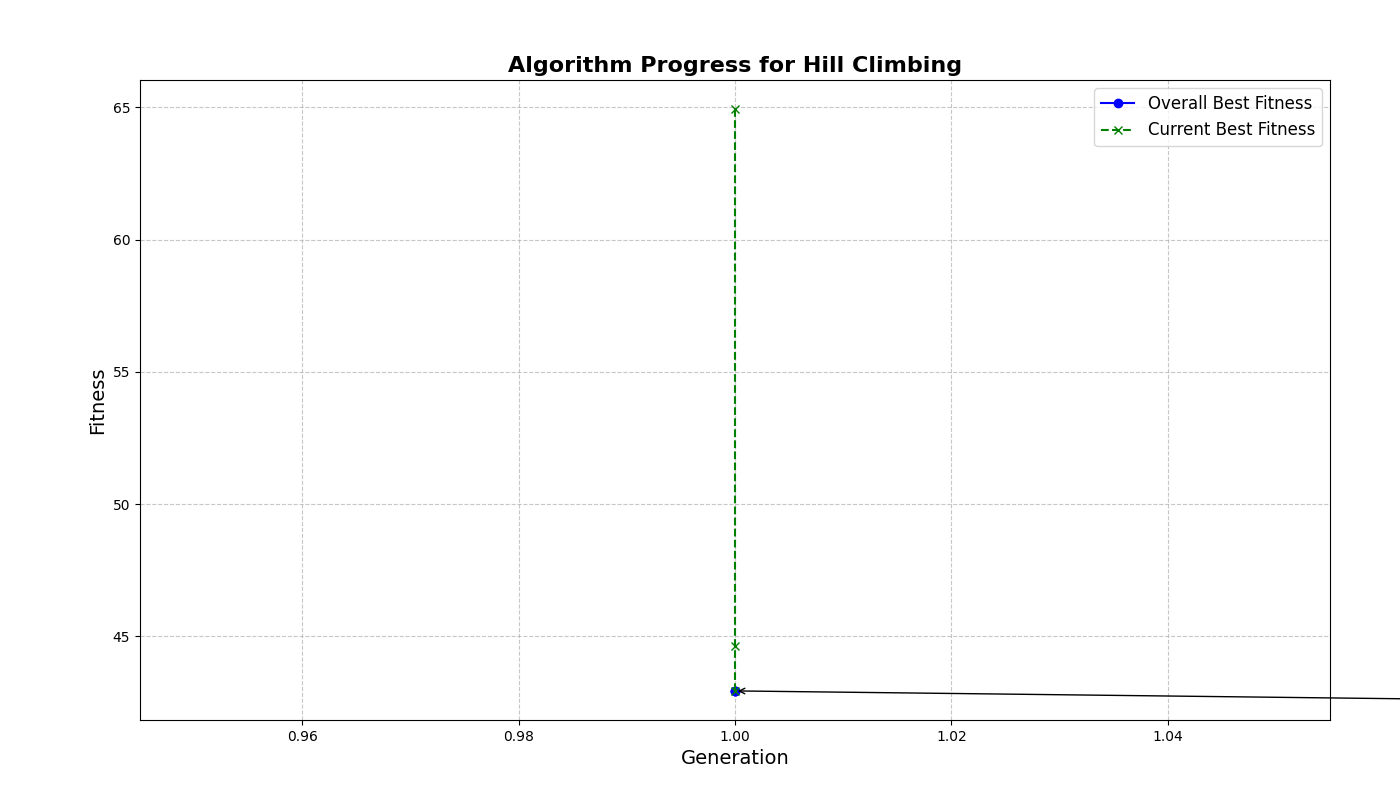 Algorithm Progress for Hill Climbing
Overall Best Fitness
Current Best Fitness
65
60
55
50
45
Fitness
0.96
0.98
1.00
1.02
1.04
Generation